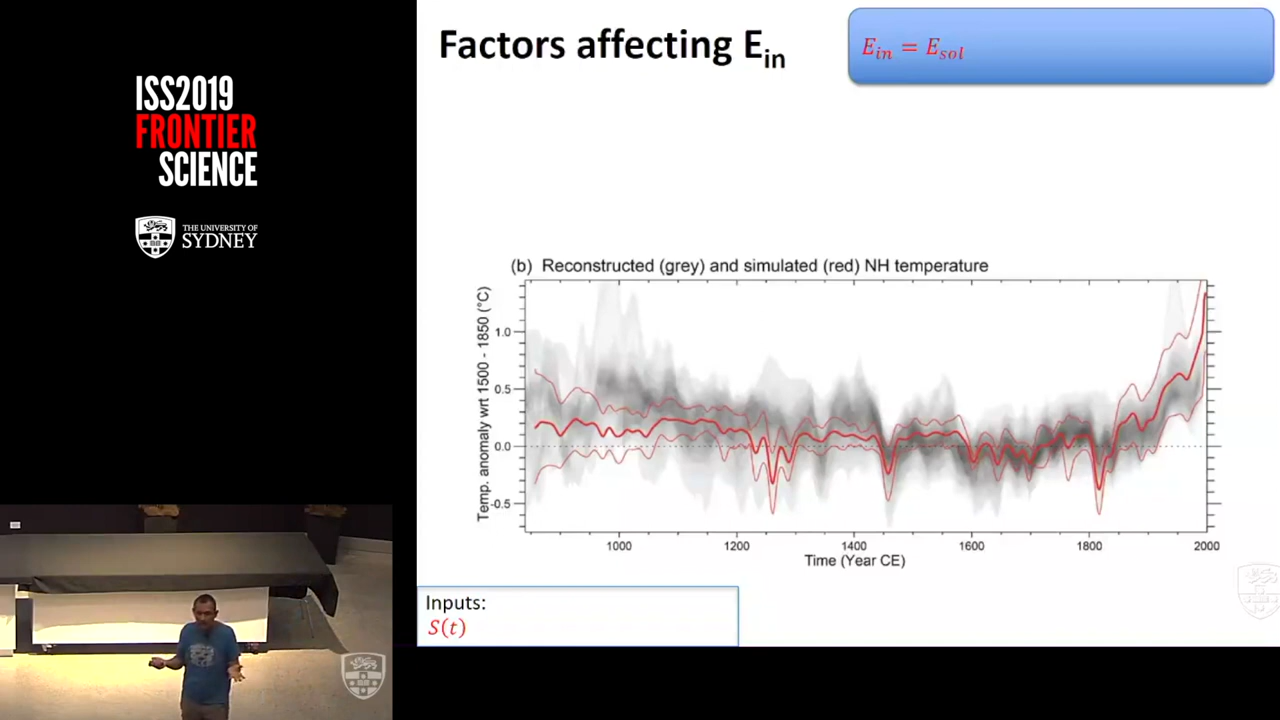 ISS2019
FRONTIER
SCIENCE
THE UNIVERSITY OF
SYDNEY
Factors affecting E_in
E_in = E_sol
(b) Reconstructed (grey) and simulated (red) NH temperature
Temp. anomaly wrt 1500 - 1850 (°C)
1.0
0.5
0.0
-0.5
1000 1200 1400 1600 1800 2000
Time (Year CE)
Inputs:
S(t)